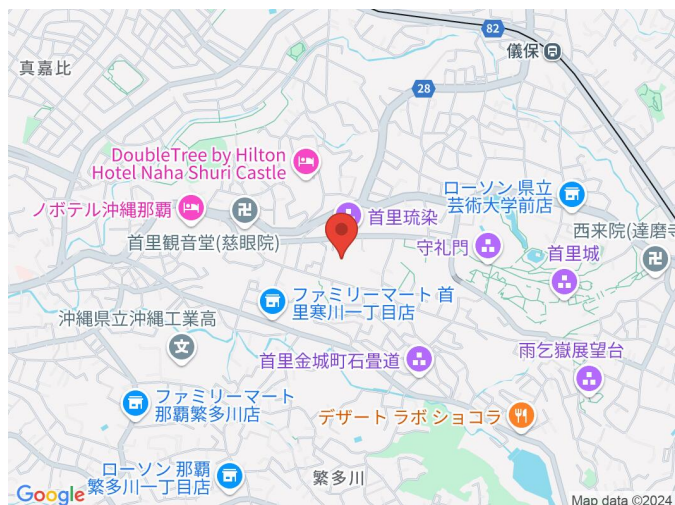 82
儀保
真嘉比
28
DoubleTree by Hilton
Hotel Naha Shuri Castle
ローソン 県立
芸術大学前店
ノボテル沖縄那覇
首里琉染
西来院(達磨寺
首里観音堂(慈眼院)
守礼門
首里城
ファミリーマート 首
里寒川一丁目店
沖縄県立沖縄工業高
雨乞嶽展望台
首里金城町石畳道
ファミリーマート
那覇繁多川店
デザート ラボ ショコラ
ローソン 那覇
繁多川一丁目店
繁多川
Google
Map data ©2024